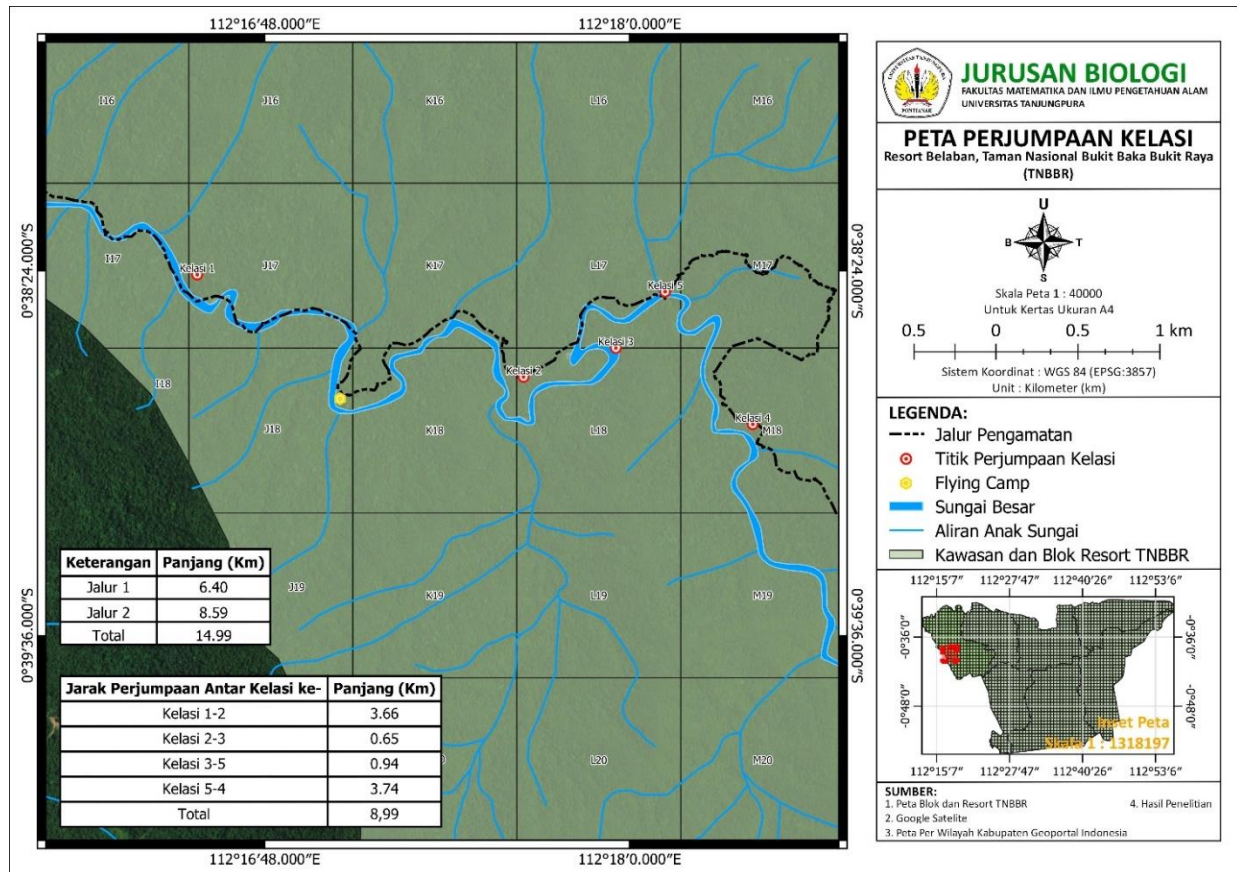 112°16'48.000"E
112°18'0.000"E
I16
J16
K16
L16
M16
0°38'24.000"S
0°38'24.000"S
I17
Kelasi 1
J17
K17
L17
M17
Kelasi 5
Kelasi 3
Kelasi 2
I18
J18
K18
L18
Kelasi 4
M18
J19
K19
L19
M19
0°39'36.000"S
0°39'36.000"S
L20
M20
Keterangan Panjang (Km)
Jalur 1 6.40
Jalur 2 8.59
Total 14.99
Jarak Perjumpaan Antar Kelasi ke- Panjang (Km)
Kelasi 1-2 3.66
Kelasi 2-3 0.65
Kelasi 3-5 0.94
Kelasi 5-4 3.74
Total 8,99
112°16'48.000"E
112°18'0.000"E
UNIVERSITAS TANJUNGPURA
PONTIANAK
JURUSAN BIOLOGI
FAKULTAS MATEMATIKA DAN ILMU PENGETAHUAN ALAM
UNIVERSITAS TANJUNGPURA
PETA PERJUMPAAN KELASI
Resort Belaban, Taman Nasional Bukit Baka Bukit Raya
(TNBBR)
U
B T
S
Skala Peta 1 : 40000
Untuk Kertas Ukuran A4
0.5 0 0.5 1 km
Sistem Koordinat : WGS 84 (EPSG:3857)
Unit : Kilometer (km)
LEGENDA:
Jalur Pengamatan
Titik Perjumpaan Kelasi
Flying Camp
Sungai Besar
Aliran Anak Sungai
Kawasan dan Blok Resort TNBBR
112°15'7" 112°27'47" 112°40'26" 112°53'6"
-0°36'0"
-0°36'0"
-0°48'0"
-0°48'0"
Inset Peta
Skala 1 : 1318197
112°15'7" 112°27'47" 112°40'26" 112°53'6"
SUMBER:
1. Peta Blok dan Resort TNBBR 4. Hasil Penelitian
2. Google Satelite
3. Peta Per Wilayah Kabupaten Geoportal Indonesia